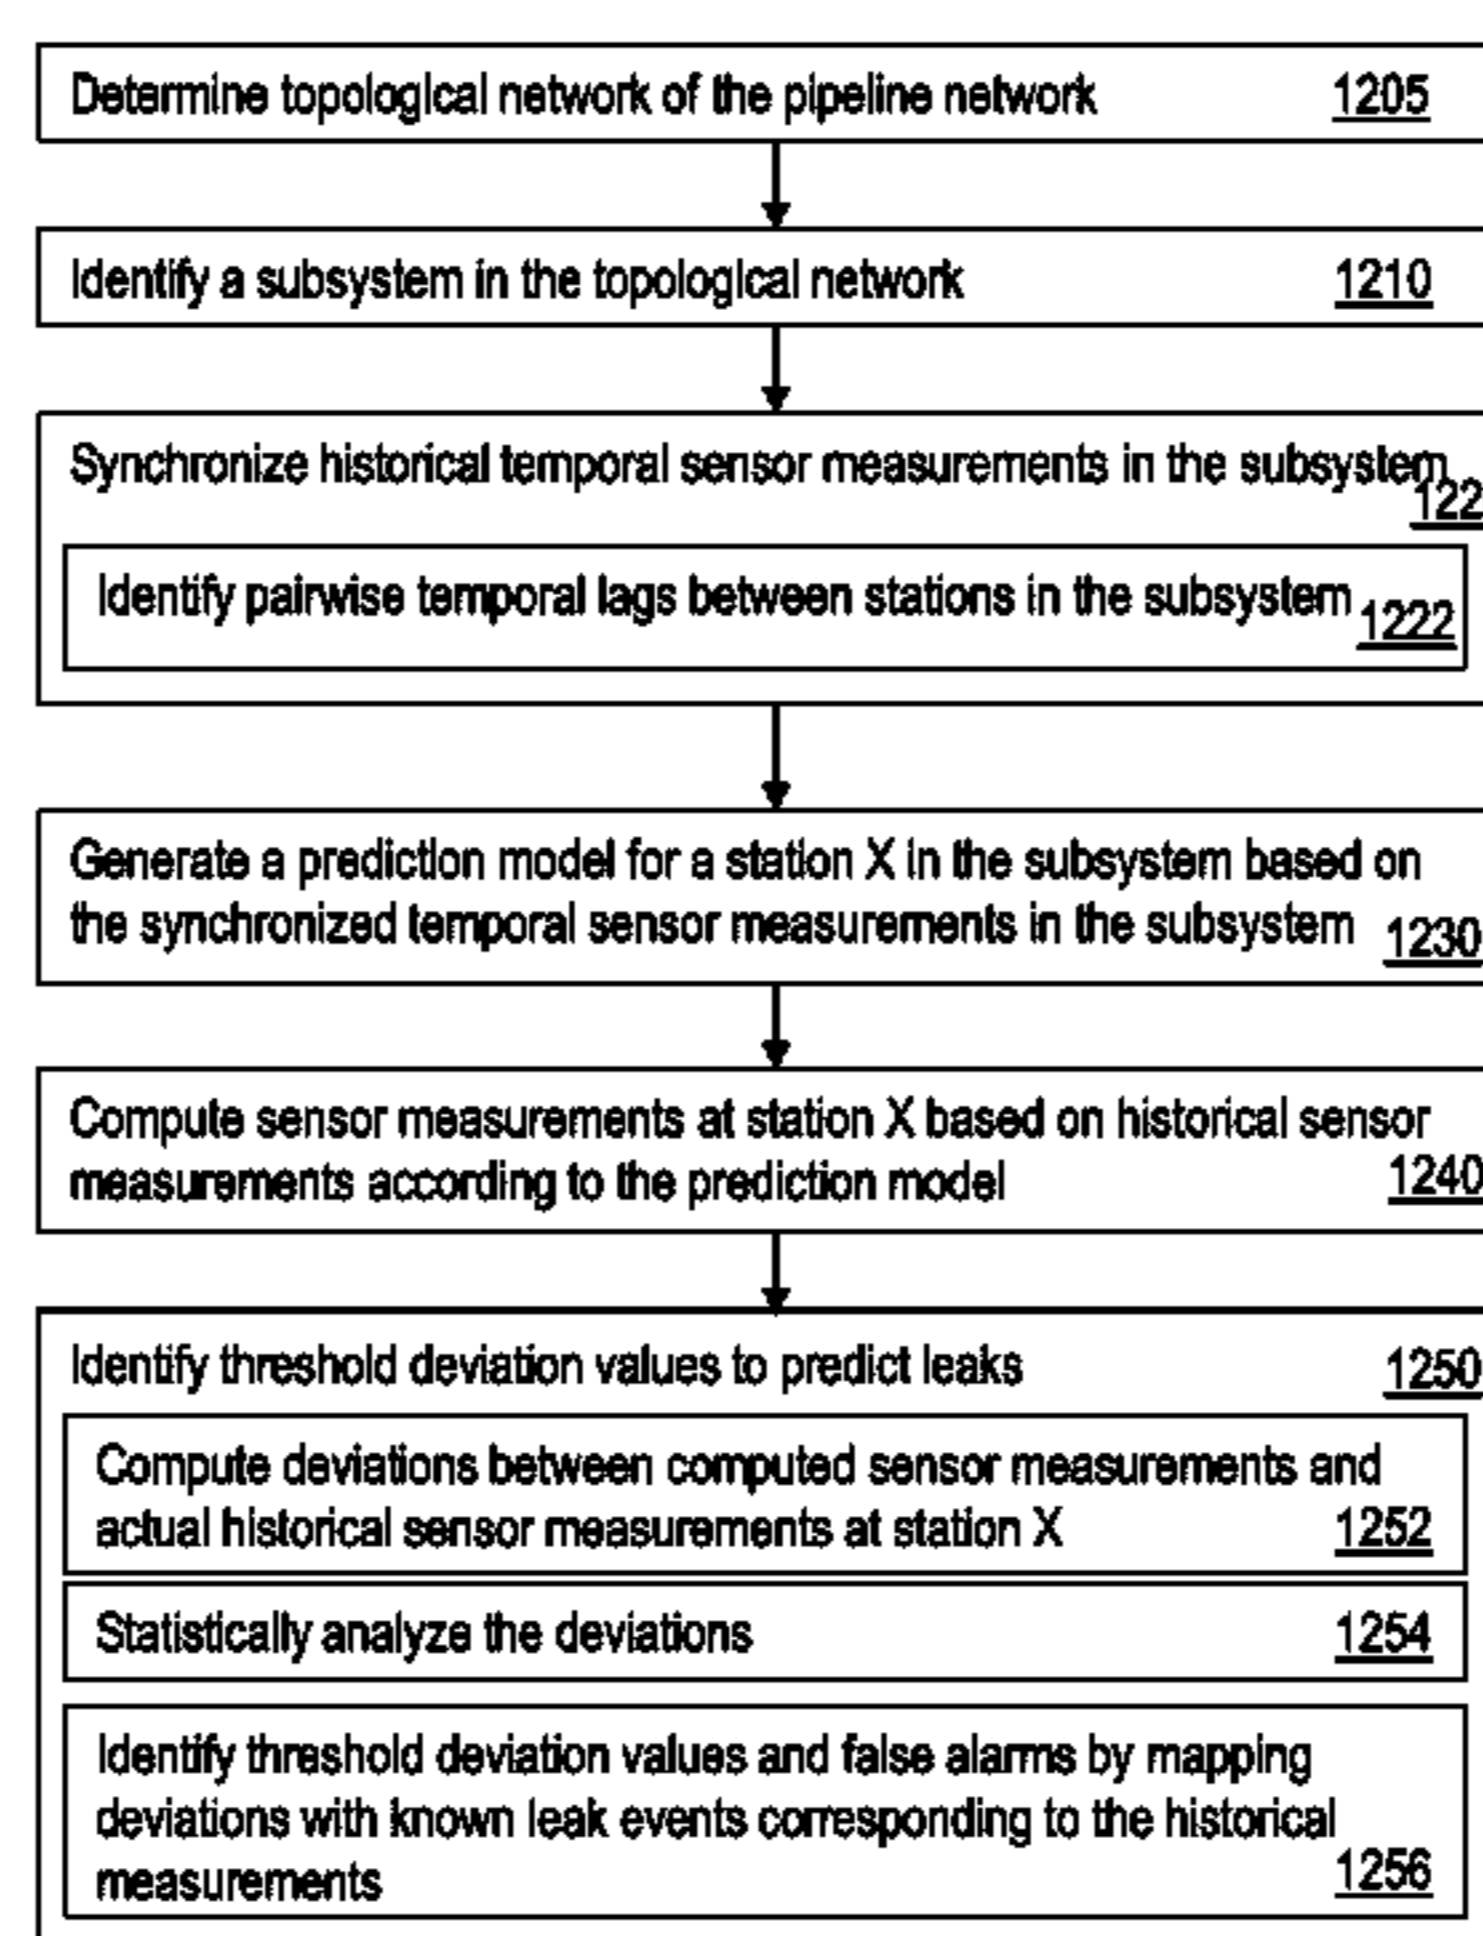 Determine topological network of the pipeline network 1205
Identify a subsystem in the topological network 1210
Synchronize historical temporal sensor measurements in the subsystem
122
Identify pairwise temporal lags between stations in the subsystem 1222
Generate a prediction model for a station X in the subsystem based on
the synchronized temporal sensor measurements in the subsystem 1230
Compute sensor measurements at station X based on historical sensor
measurements according to the prediction model 1240
Identify threshold deviation values to predict leaks 1250
Compute deviations between computed sensor measurements and
actual historical sensor measurements at station X 1252
Statistically analyze the deviations 1254
Identify threshold deviation values and false alarms by mapping
deviations with known leak events corresponding to the historical
measurements 1256